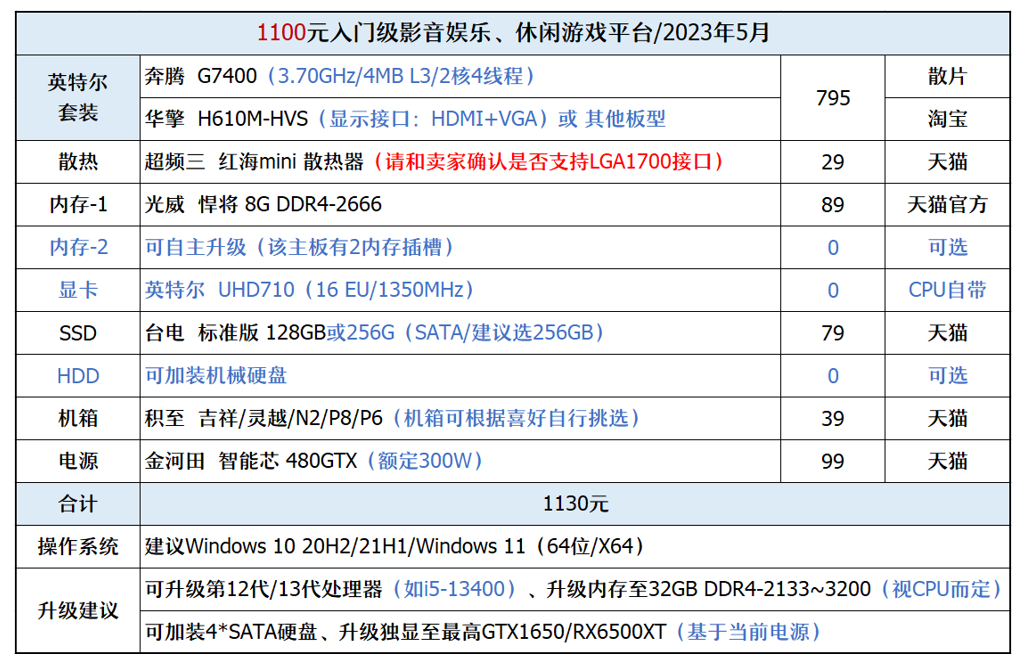 1100元入门级影音娱乐、休闲游戏平台/2023年5月
英特尔
套装
奔腾 G7400（3.70GHz/4MB L3/2核4线程）
795
散片
华擎 H610M-HVS（显示接口：HDMI+VGA）或 其他板型
淘宝
散热
超频三 红海mini 散热器（请和卖家确认是否支持LGA1700接口）
29
天猫
内存-1
光威 悍将 8G DDR4-2666
89
天猫官方
内存-2
可自主升级（该主板有2内存插槽）
0
可选
显卡
英特尔 UHD710（16 EU/1350MHz）
0
CPU自带
SSD
台电 标准版 128GB或256G（SATA/建议选256GB）
79
天猫
HDD
可加装机械硬盘
0
可选
机箱
积至 吉祥/灵越/N2/P8/P6（机箱可根据喜好自行挑选）
39
天猫
电源
金河田 智能芯 480GTX（额定300W）
99
天猫
合计
1130元
操作系统
建议Windows 10 20H2/21H1/Windows 11（64位/X64）
升级建议
可升级第12代/13代处理器（如i5-13400）、升级内存至32GB DDR4-2133~3200（视CPU而定）
可加装4*SATA硬盘、升级独显至最高GTX1650/RX6500XT（基于当前电源）